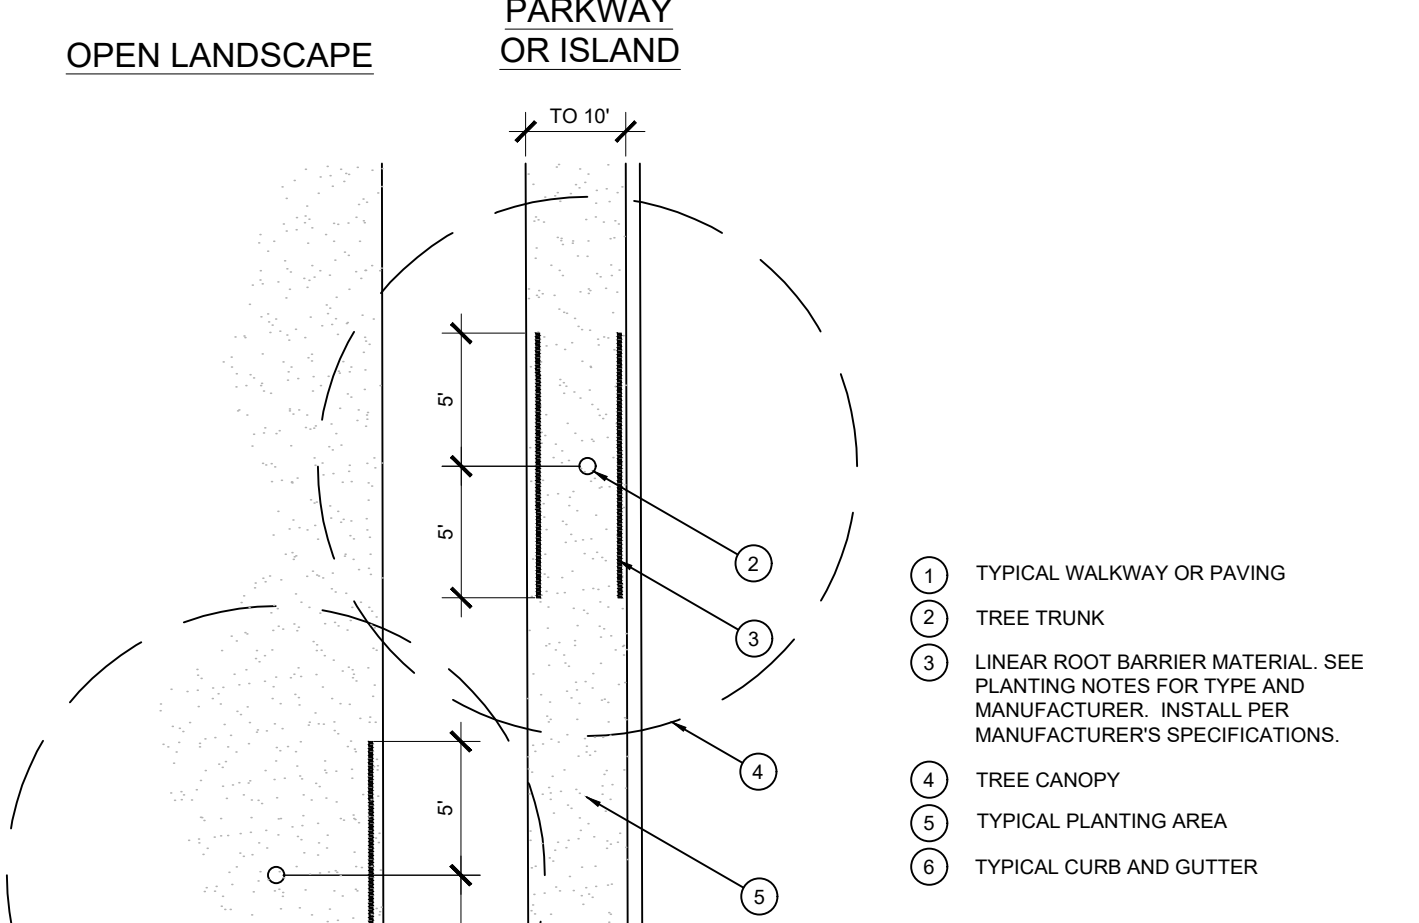 PARKWAY
OR ISLAND
OPEN LANDSCAPE
TO 10'
5'
5'
2
3
4
5'
5
1 TYPICAL WALKWAY OR PAVING
2 TREE TRUNK
3 LINEAR ROOT BARRIER MATERIAL. SEE
PLANTING NOTES FOR TYPE AND
MANUFACTURER. INSTALL PER
MANUFACTURER'S SPECIFICATIONS.
4 TREE CANOPY
5 TYPICAL PLANTING AREA
6 TYPICAL CURB AND GUTTER